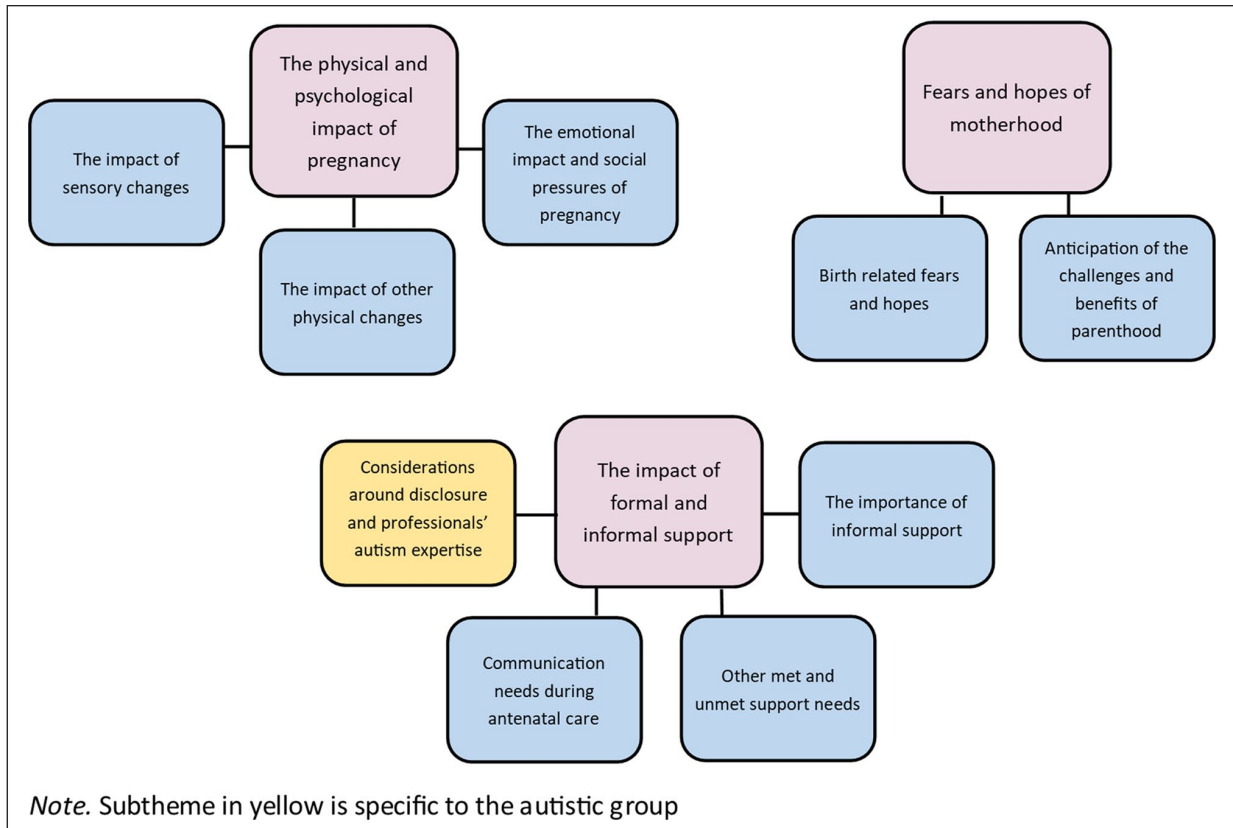 The physical and
psychological
impact of
pregnancy
The impact of
sensory changes
The emotional
impact and social
pressures of
pregnancy
The impact of other
physical changes
Fears and hopes of
motherhood
Birth related fears
and hopes
Anticipation of the
challenges and
benefits of
parenthood
Considerations
around disclosure
and professionals’
autism expertise
The impact of
formal and
informal support
The importance of
informal support
Communication
needs during
antenatal care
Other met and
unmet support needs
Note. Subtheme in yellow is specific to the autistic group